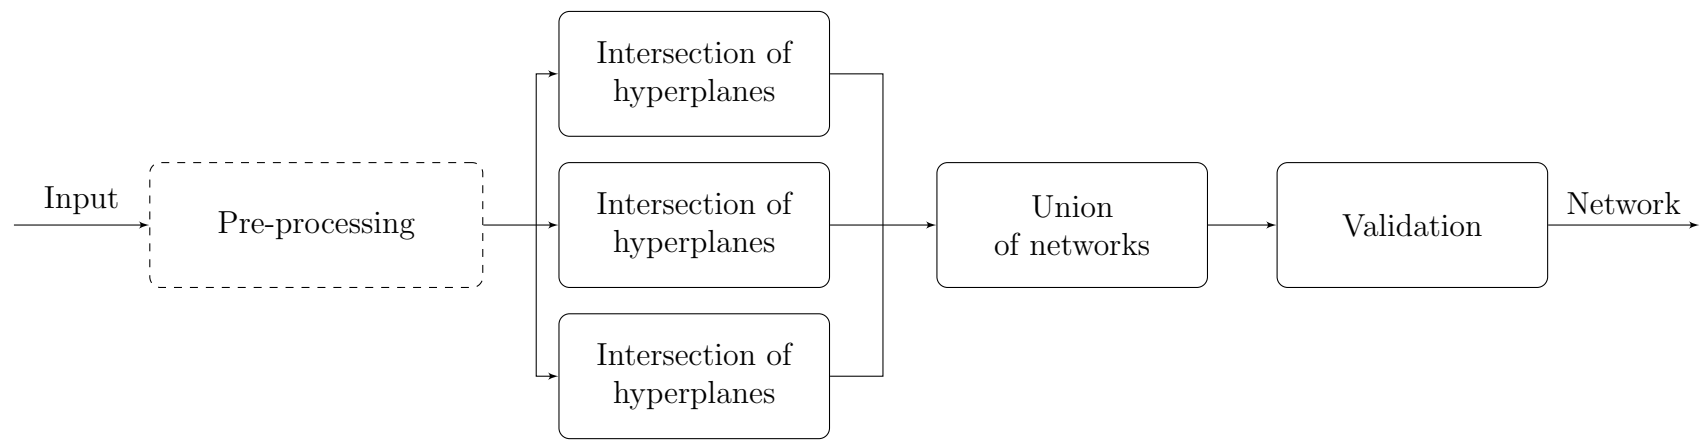 Input
Pre-processing
Intersection of
hyperplanes
Intersection of
hyperplanes
Intersection of
hyperplanes
Union
of networks
Validation
Network